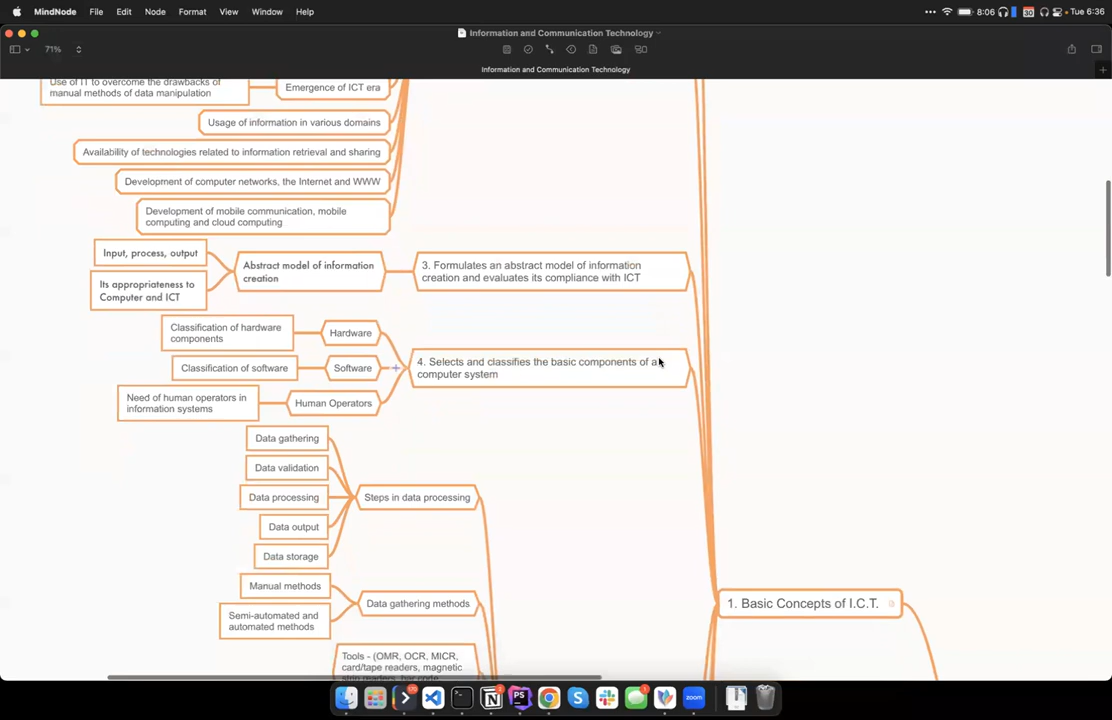 MindNode File Edit Node Format View Window Help
8:06
30
Tue 6:36
Information and Communication Technology
71%
Information and Communication Technology
Use of IT to overcome the drawbacks of
manual methods of data manipulation
Emergence of ICT era
Usage of information in various domains
Availability of technologies related to information retrieval and sharing
Development of computer networks, the Internet and WWW
Development of mobile communication, mobile
computing and cloud computing
Input, process, output
Its appropriateness to
Computer and ICT
Abstract model of information
creation
3. Formulates an abstract model of information
creation and evaluates its compliance with ICT
Classification of hardware
components
Hardware
Classification of software
Software
Need of human operators in
information systems
Human Operators
4. Selects and classifies the basic components of a
computer system
Data gathering
Data validation
Data processing
Data output
Data storage
Steps in data processing
Manual methods
Semi-automated and
automated methods
Data gathering methods
Tools - (OMR, OCR, MICR,
card/tape readers, magnetic
strip readers, bar code
1. Basic Concepts of I.C.T.
PS
zoom